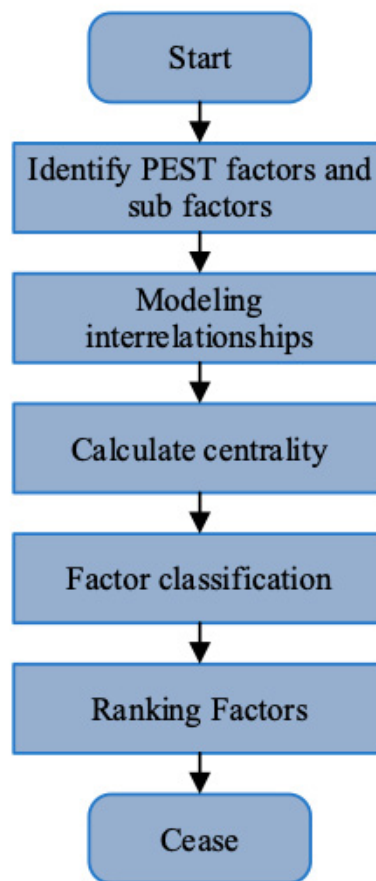 Start
Identify PEST factors and
sub factors
Modeling
interrelationships
Calculate centrality
Factor classification
Ranking Factors
Cease